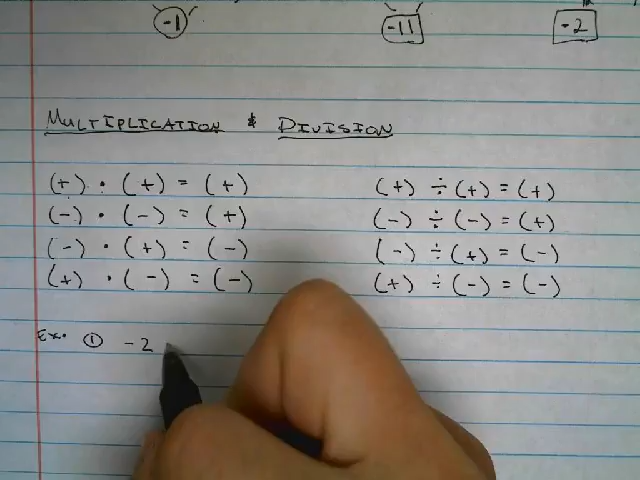 -1 -11 -2
MULTIPLICATION & DIVISION
(+) • (+) = (+) (+) ÷ (+) = (+)
(-) • (-) = (+) (-) ÷ (-) = (+)
(-) • (+) = (-) (-) ÷ (+) = (-)
(+) • (-) = (-) (+) ÷ (-) = (-)
Ex. ① -2